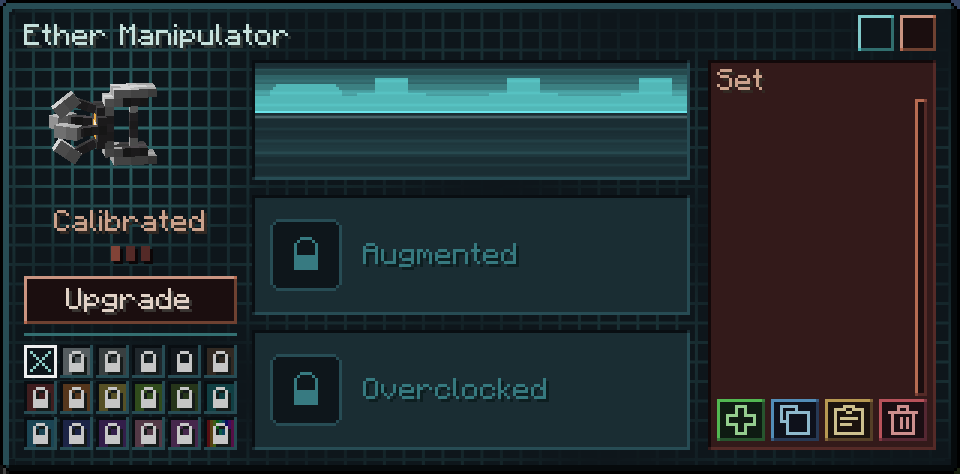 Ether Manipulator
Set
Calibrated
Upgrade
Augmented
Overclocked